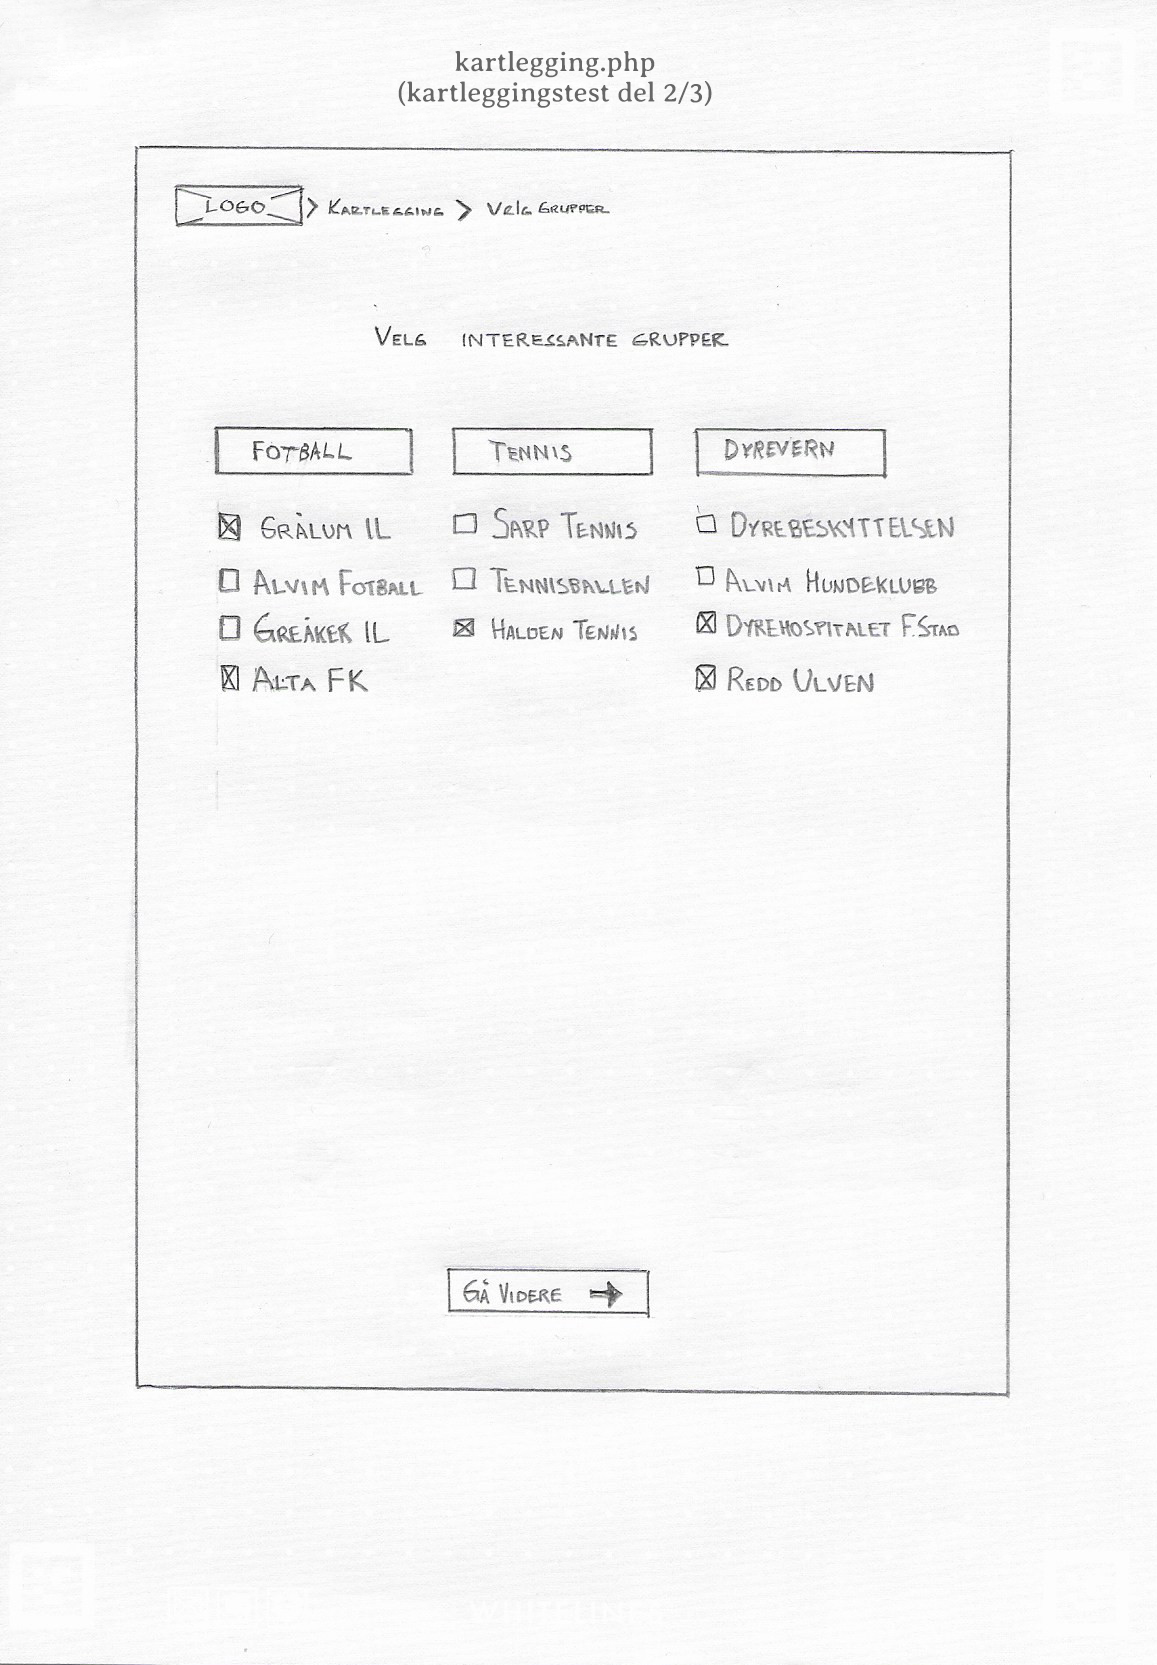 kartlegging.php
(kartleggingstest del 2/3)
LOGO > KARTLEGGING > VELG GRUPPER
VELG INTERESSANTE GRUPPER
FOTBALL TENNIS DYREVERN
GRÅLUM IL SARP TENNIS DYREBESKYTTELSEN
ALVIM FOTBALL TENNISBALLEN ALVIM HUNDEKLUBB
GREÅKER IL HALDEN TENNIS DYREHOSPITALET F.STAD
ALTA FK REDD ULVEN
GÅ VIDERE →
WHITELINES